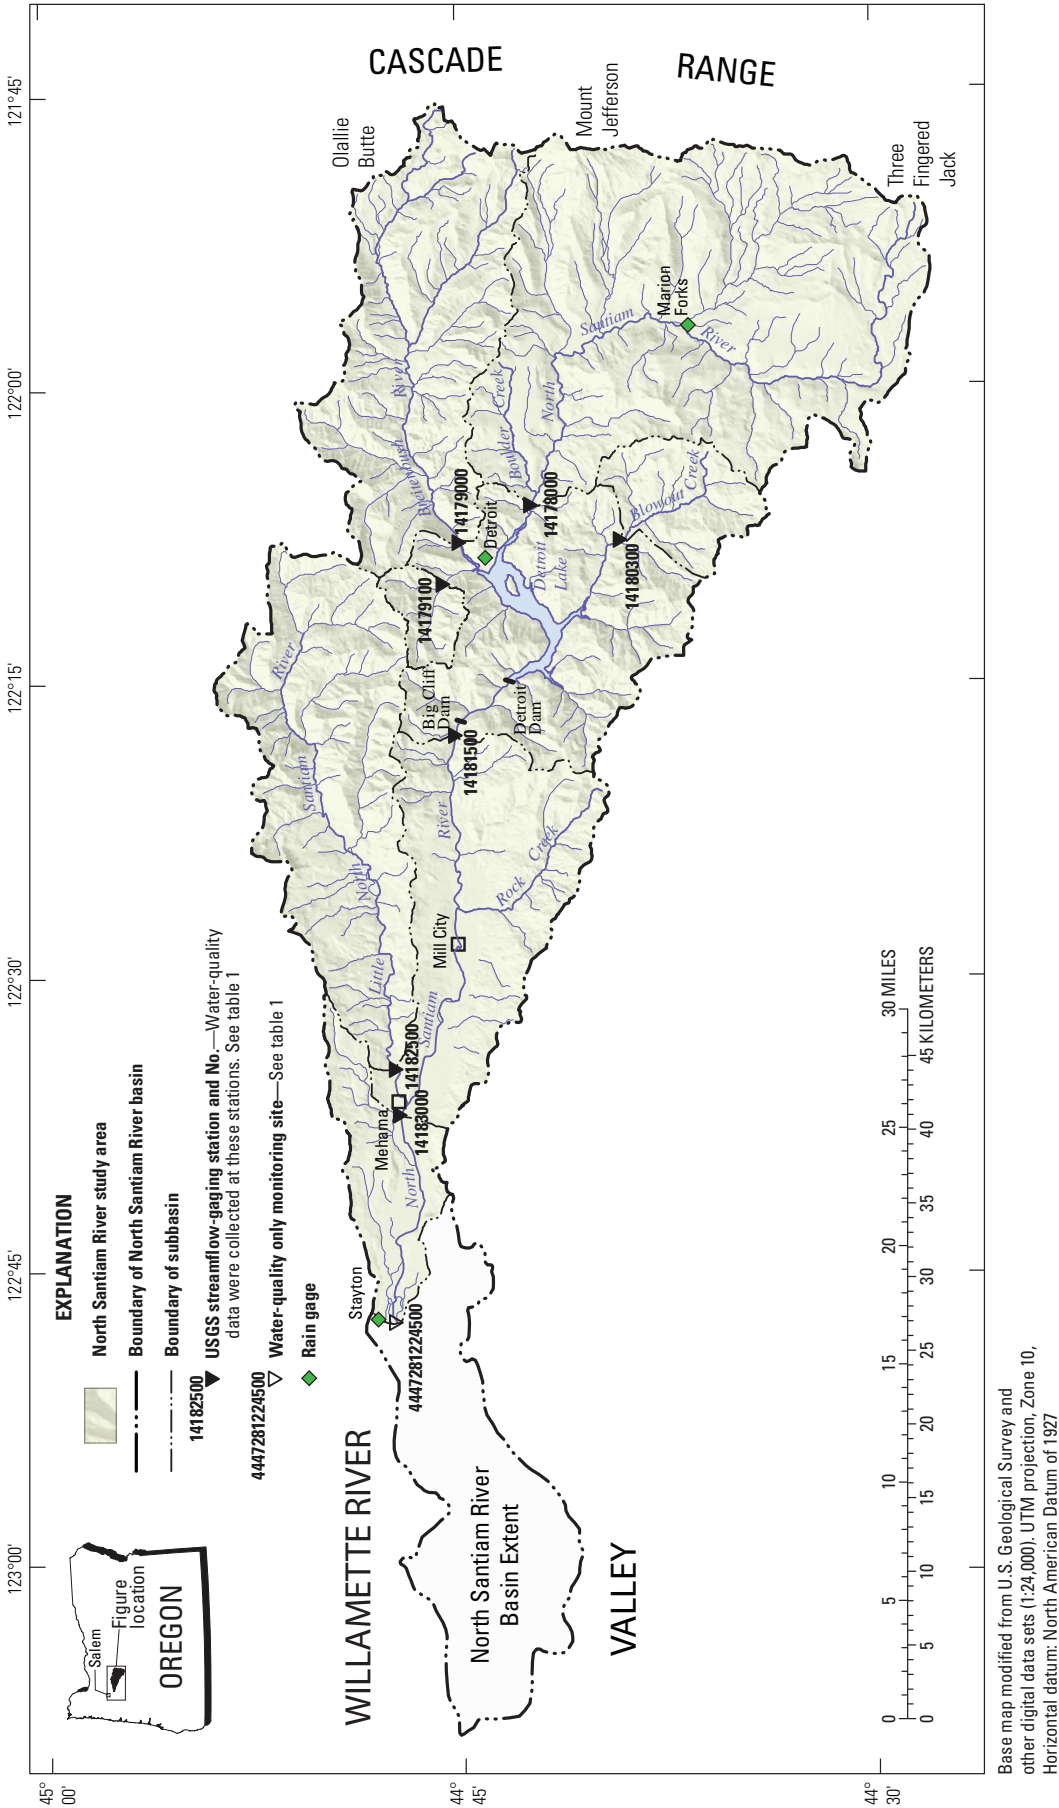 45°
00'
44°
45'
44°
30'
123°00'
122°45'
122°30'
122°15'
122°00'
121°45'
Salem
Figure
location
OREGON
EXPLANATION
North Santiam River study area
Boundary of North Santiam River basin
Boundary of subbasin
14182500
USGS streamflow-gaging station and No.—Water-quality
data were collected at these stations. See table 1
4447281224500
Water-quality only monitoring site—See table 1
Rain gage
WILLAMETTE RIVER
VALLEY
North Santiam River
Basin Extent
CASCADE
RANGE
Olallie
Butte
Mount
Jefferson
Three
Fingered
Jack
Stayton
4447281224500
Mehama
14183000
14182500
North
Santiam
River
Mill City
Little
North
Santiam
River
Rock
Creek
14181500
Big Cliff
Dam
Detroit
Dam
14179100
14179000
Detroit
Detroit
Lake
14178000
14180300
Blowout Creek
Breitenbush
River
Boulder
Creek
North
Santiam
River
Marion
Forks
0
5
10
15
20
25
30 MILES
0
5
10
15
20
25
30
35
40
45 KILOMETERS
Base map modified from U.S. Geological Survey and
other digital data sets (1:24,000). UTM projection, Zone 10,
Horizontal datum: North American Datum of 1927